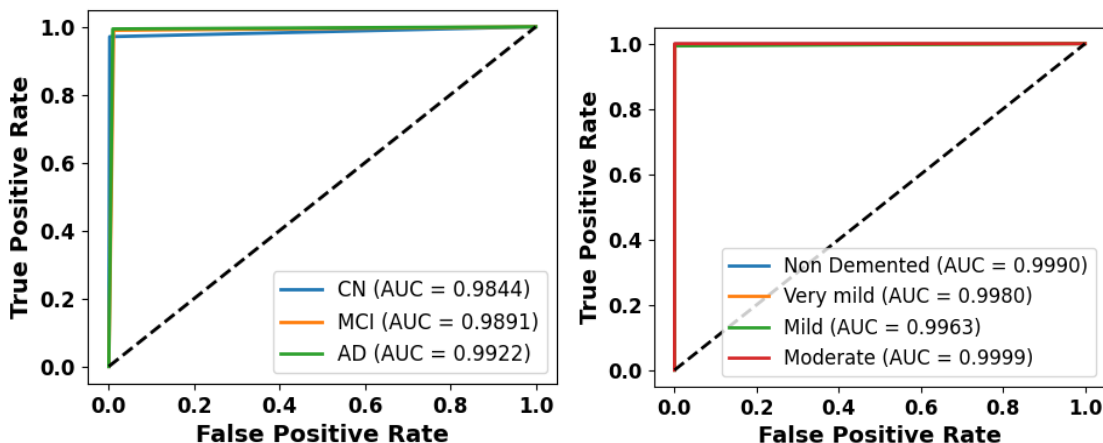 True Positive Rate
1.0
0.8
0.6
0.4
0.2
0.0
CN (AUC = 0.9844)
MCI (AUC = 0.9891)
AD (AUC = 0.9922)
0.0 0.2 0.4 0.6 0.8 1.0
False Positive Rate
True Positive Rate
1.0
0.8
0.6
0.4
0.2
0.0
Non Demented (AUC = 0.9990)
Very mild (AUC = 0.9980)
Mild (AUC = 0.9963)
Moderate (AUC = 0.9999)
0.0 0.2 0.4 0.6 0.8 1.0
False Positive Rate